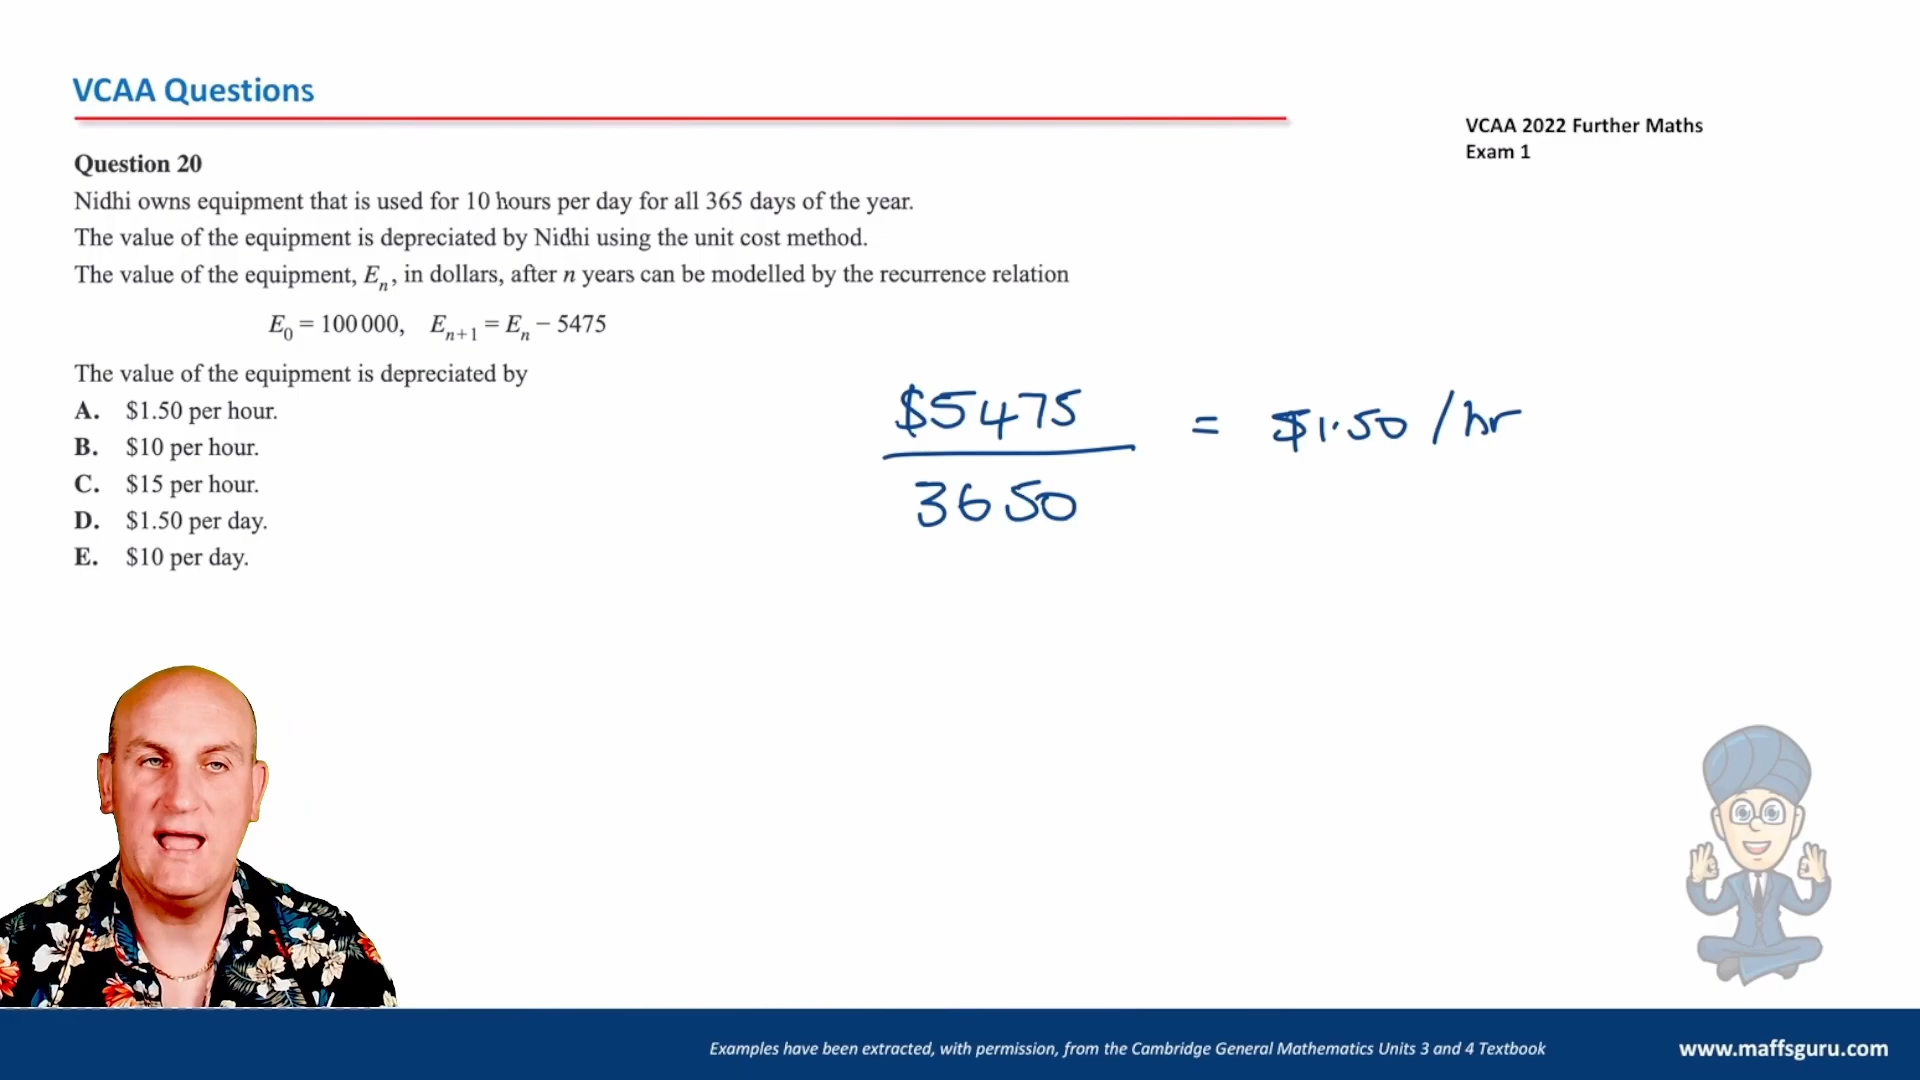 VCAA Questions
VCAA 2022 Further Maths
Exam 1
Question 20
Nidhi owns equipment that is used for 10 hours per day for all 365 days of the year.
The value of the equipment is depreciated by Nidhi using the unit cost method.
The value of the equipment, Eₙ, in dollars, after n years can be modelled by the recurrence relation
E₀ = 100 000, Eₙ₊₁ = Eₙ − 5475
The value of the equipment is depreciated by
A. $1.50 per hour.
B. $10 per hour.
C. $15 per hour.
D. $1.50 per day.
E. $10 per day.
$5475
= $1.50 / hr
3650
Examples have been extracted, with permission, from the Cambridge General Mathematics Units 3 and 4 Textbook
www.maffsguru.com